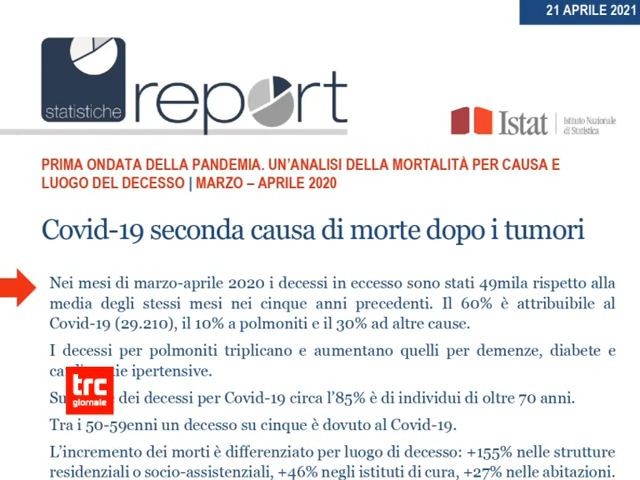 21 APRILE 2021
statistiche
report
Istat
Istituto Nazionale
di Statistica
PRIMA ONDATA DELLA PANDEMIA. UN'ANALISI DELLA MORTALITÀ PER CAUSA E
LUOGO DEL DECESSO | MARZO – APRILE 2020
Covid-19 seconda causa di morte dopo i tumori
Nei mesi di marzo-aprile 2020 i decessi in eccesso sono stati 49mila rispetto alla
media degli stessi mesi nei cinque anni precedenti. Il 60% è attribuibile al
Covid-19 (29.210), il 10% a polmoniti e il 30% ad altre cause.
I decessi per polmoniti triplicano e aumentano quelli per demenze, diabete e
ipertensive.
dei decessi per Covid-19 circa l'85% è di individui di oltre 70 anni.
trc
giornale
Tra i 50-59enni un decesso su cinque è dovuto al Covid-19.
L'incremento dei morti è differenziato per luogo di decesso: +155% nelle strutture
residenziali o socio-assistenziali, +46% negli istituti di cura, +27% nelle abitazioni.